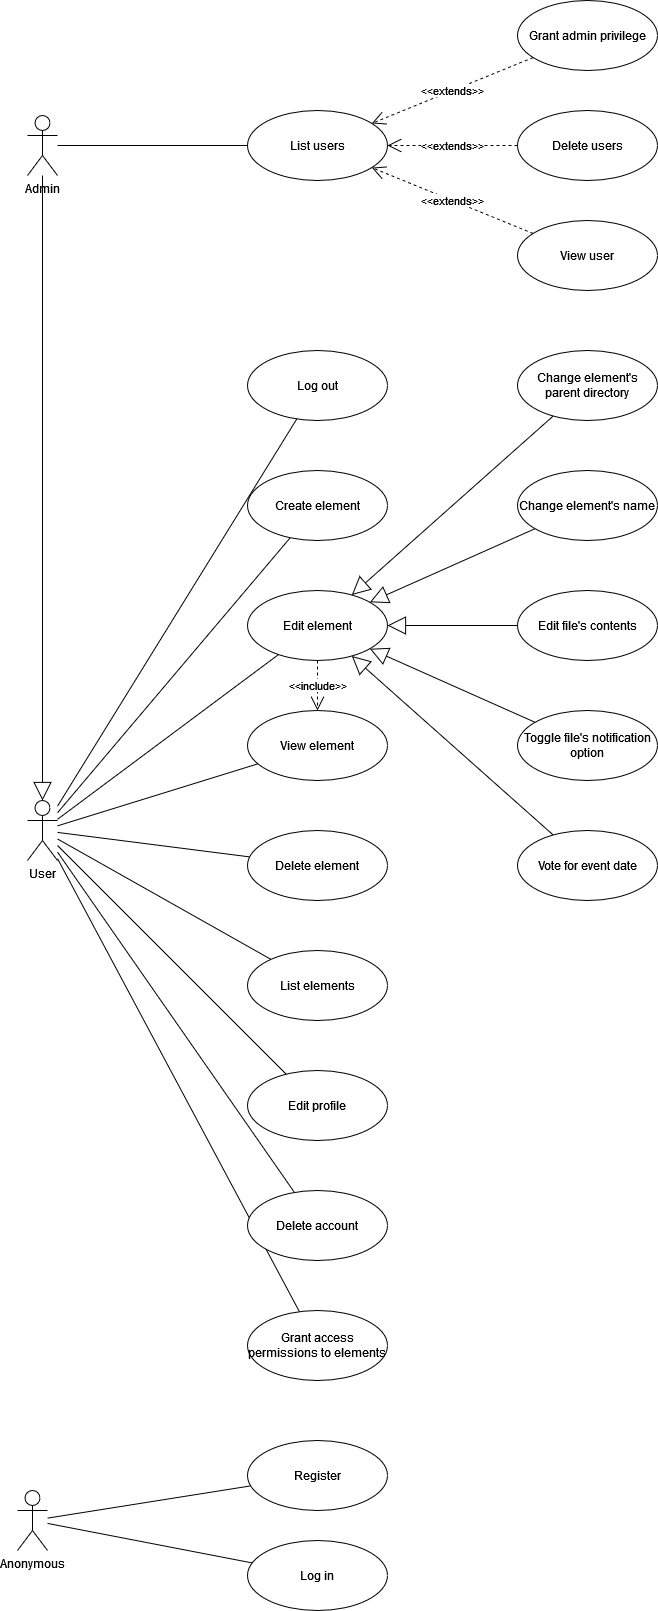 Grant admin privilege
<<extends>>
Admin
List users
<<extends>>
Delete users
<<extends>>
View user
Log out
Change element's
parent directory
Create element
Change element's name
Edit element
Edit file's contents
<<include>>
View element
Toggle file's notification
option
User
Delete element
Vote for event date
List elements
Edit profile
Delete account
Grant access
permissions to elements
Register
Anonymous
Log in